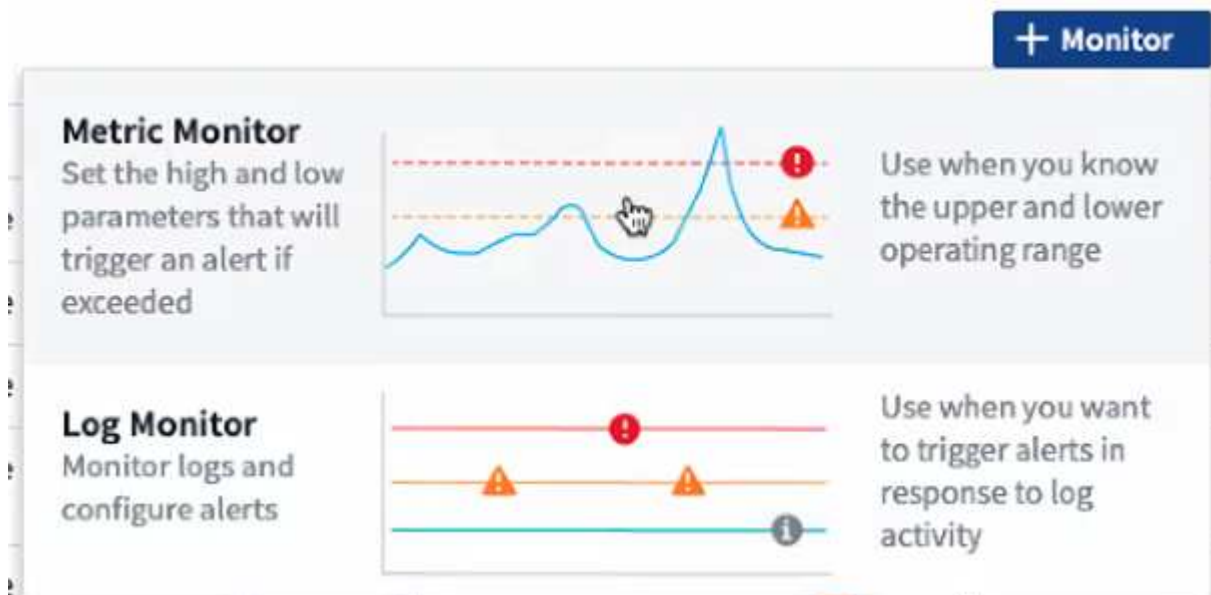 + Monitor
Metric Monitor
Set the high and low
parameters that will
trigger an alert if
exceeded
Use when you know
the upper and lower
operating range
Log Monitor
Monitor logs and
configure alerts
Use when you want
to trigger alerts in
response to log
activity